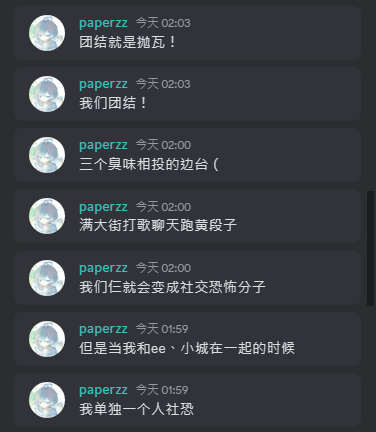 paperzz 今天 02:03
团结就是抛瓦！
paperzz 今天 02:03
我们团结！
paperzz 今天 02:00
三个臭味相投的边台（
paperzz 今天 02:00
满大街打歌聊天跑黄段子
paperzz 今天 02:00
我们仨就会变成社交恐怖分子
paperzz 今天 01:59
但是当我和ee、小城在一起的时候
paperzz 今天 01:59
我单独一个人社恐